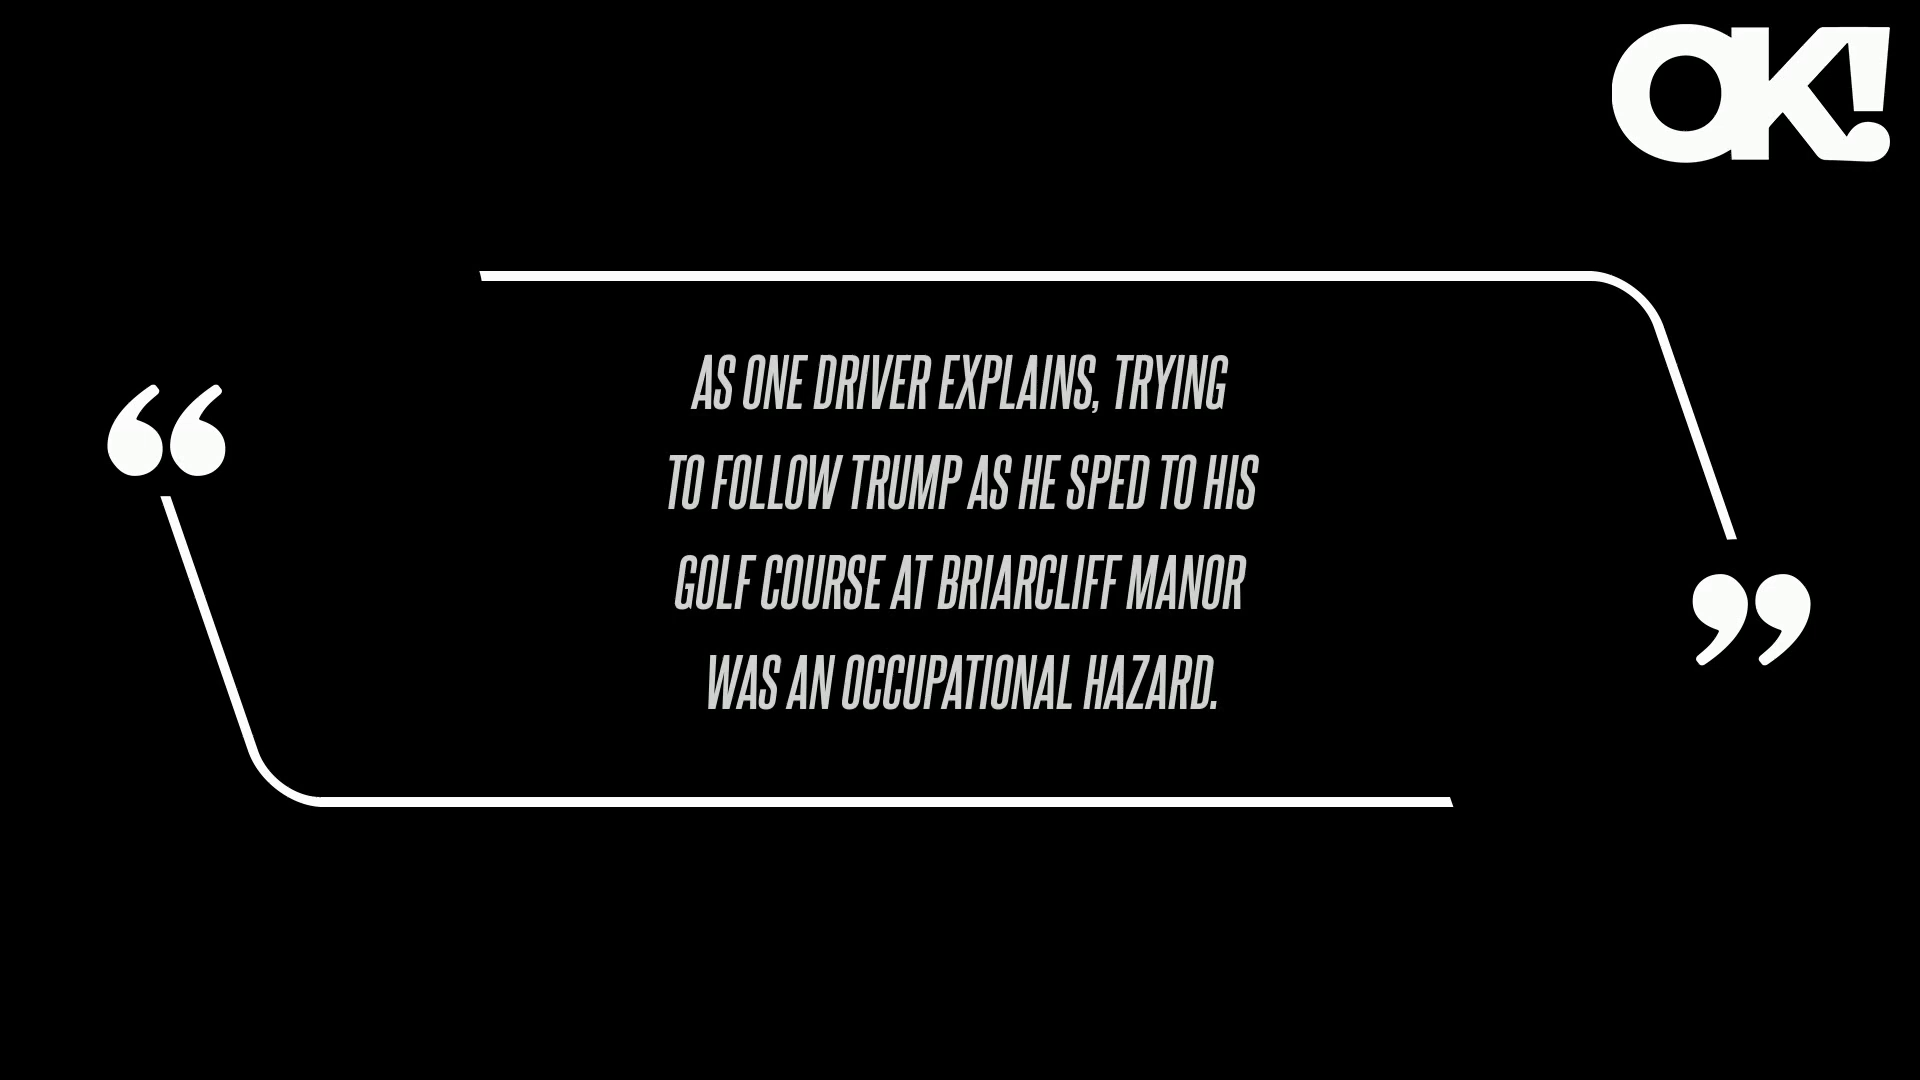 OK!
“
AS ONE DRIVER EXPLAINS, TRYING
TO FOLLOW TRUMP AS HE SPED TO HIS
GOLF COURSE AT BRIARCLIFF MANOR
WAS AN OCCUPATIONAL HAZARD.
”